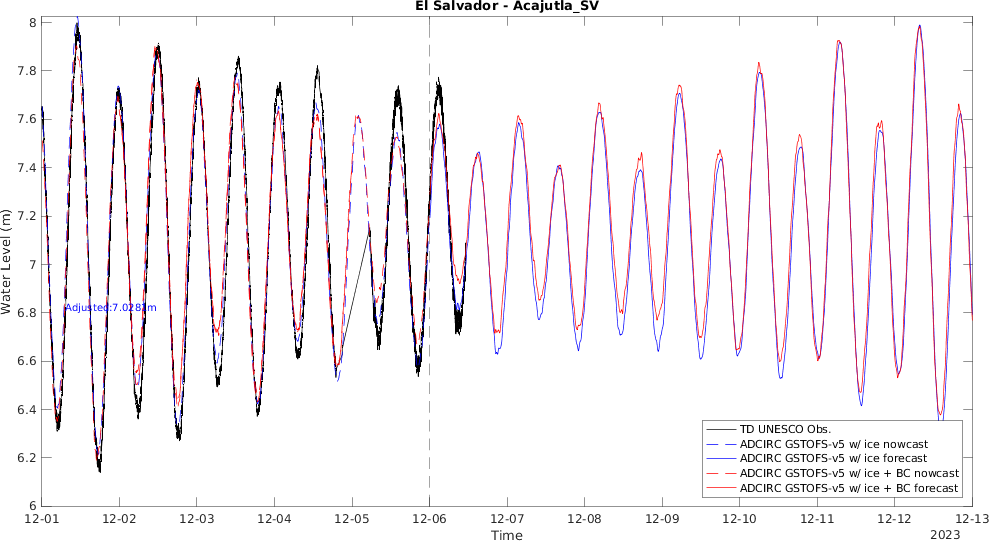 El Salvador - Acajutla_SV
8
7.8
7.6
7.4
7.2
7
6.8
6.6
6.4
6.2
6
Water Level (m)
Adjusted:7.0281m
TD UNESCO Obs.
ADCIRC GSTOFS-v5 w/ ice nowcast
ADCIRC GSTOFS-v5 w/ ice forecast
ADCIRC GSTOFS-v5 w/ ice + BC nowcast
ADCIRC GSTOFS-v5 w/ ice + BC forecast
12-01 12-02 12-03 12-04 12-05 12-06 12-07 12-08 12-09 12-10 12-11 12-12 12-13
Time
2023